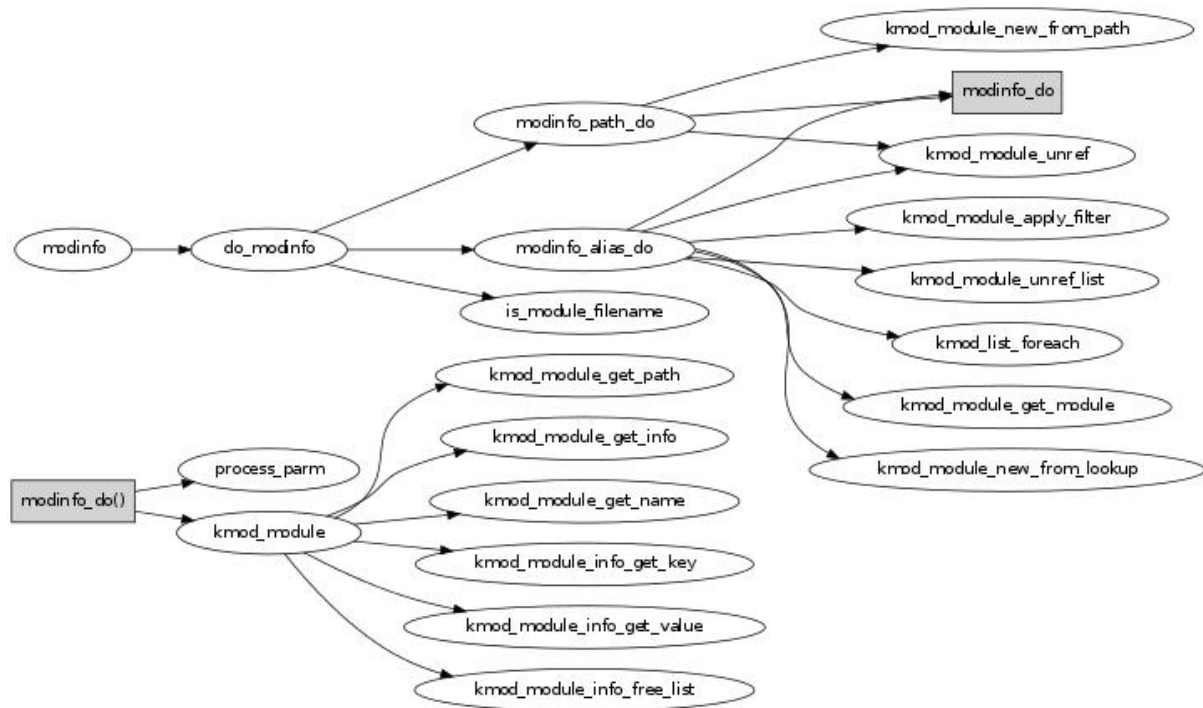 kmod_module_new_from_path
modinfo_do
modinfo_path_do
kmod_module_unref
kmod_module_apply_filter
modinfo
do_modinfo
modinfo_alias_do
kmod_module_unref_list
is_module_filename
kmod_list_foreach
kmod_module_get_path
kmod_module_get_module
kmod_module_get_info
process_parm
kmod_module_new_from_lookup
modinfo_do()
kmod_module_get_name
kmod_module
kmod_module_info_get_key
kmod_module_info_get_value
kmod_module_info_free_list